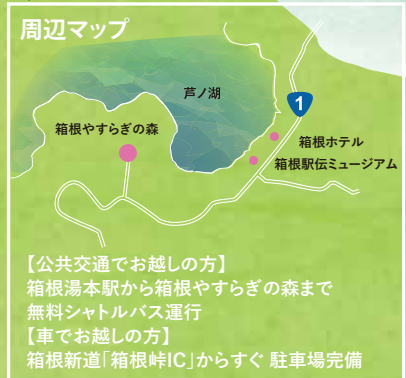 周辺マップ
芦ノ湖
1
箱根やすらぎの森
箱根ホテル
箱根駅伝ミュージアム
【公共交通でお越しの方】
箱根湯本駅から箱根やすらぎの森まで
無料シャトルバス運行
【車でお越しの方】
箱根新道「箱根峠IC」からすぐ 駐車場完備